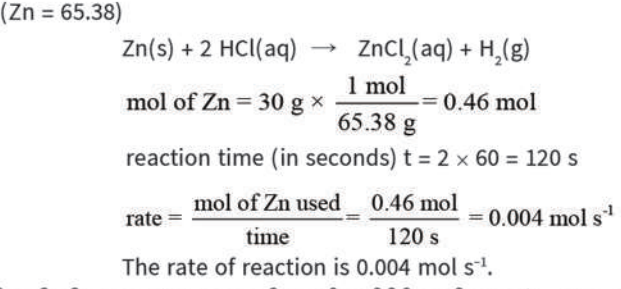 (Zn = 65.38)
Zn(s) + 2 HCl(aq) → ZnCl₂(aq) + H₂(g)
mol of Zn = 30 g × 1 mol / 65.38 g = 0.46 mol
reaction time (in seconds) t = 2 × 60 = 120 s
rate = mol of Zn used / time = 0.46 mol / 120 s = 0.004 mol s⁻¹
The rate of reaction is 0.004 mol s⁻¹.